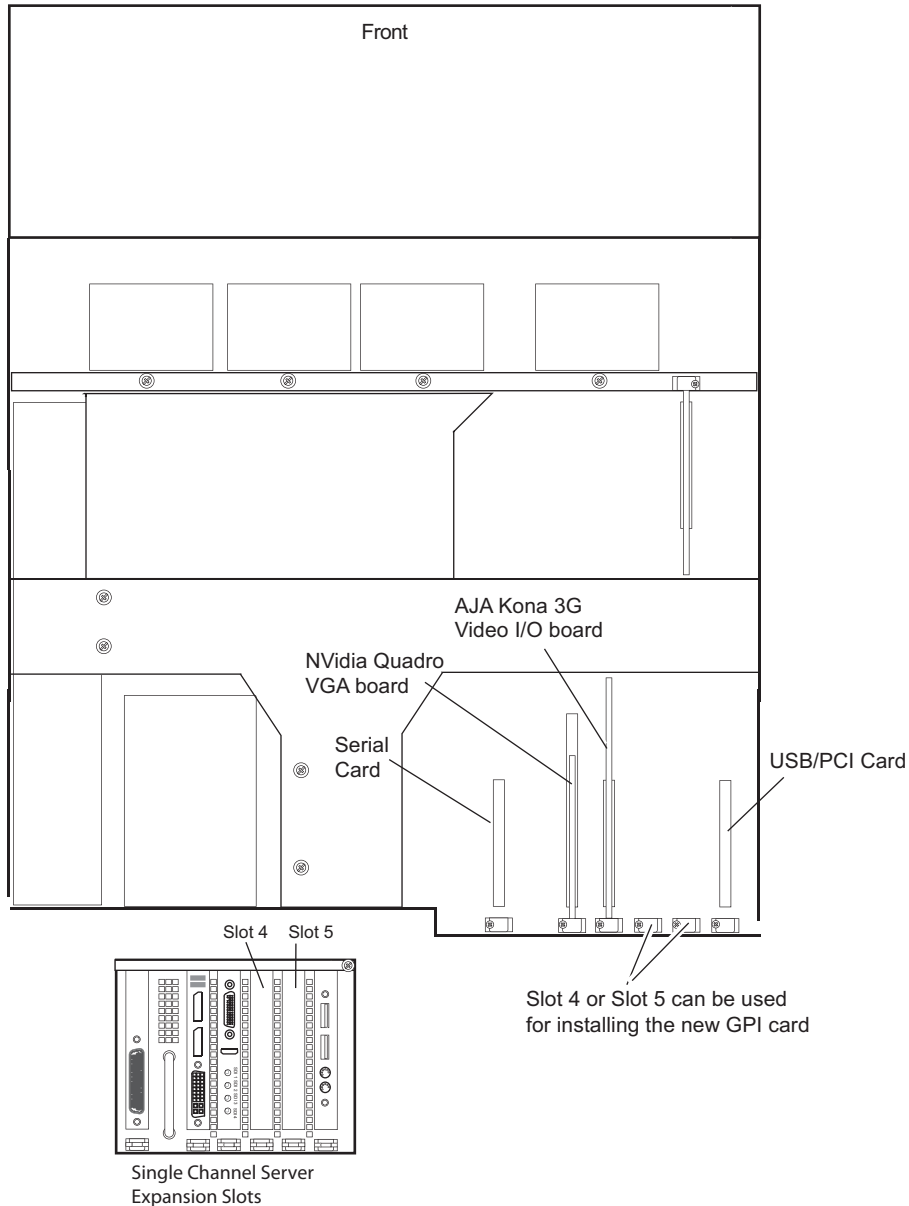 Front
AJA Kona 3G
Video I/O board
NVidia Quadro
VGA board
Serial
Card
USB/PCI Card
Slot 4 Slot 5
Slot 4 or Slot 5 can be used
for installing the new GPI card
Single Channel Server
Expansion Slots